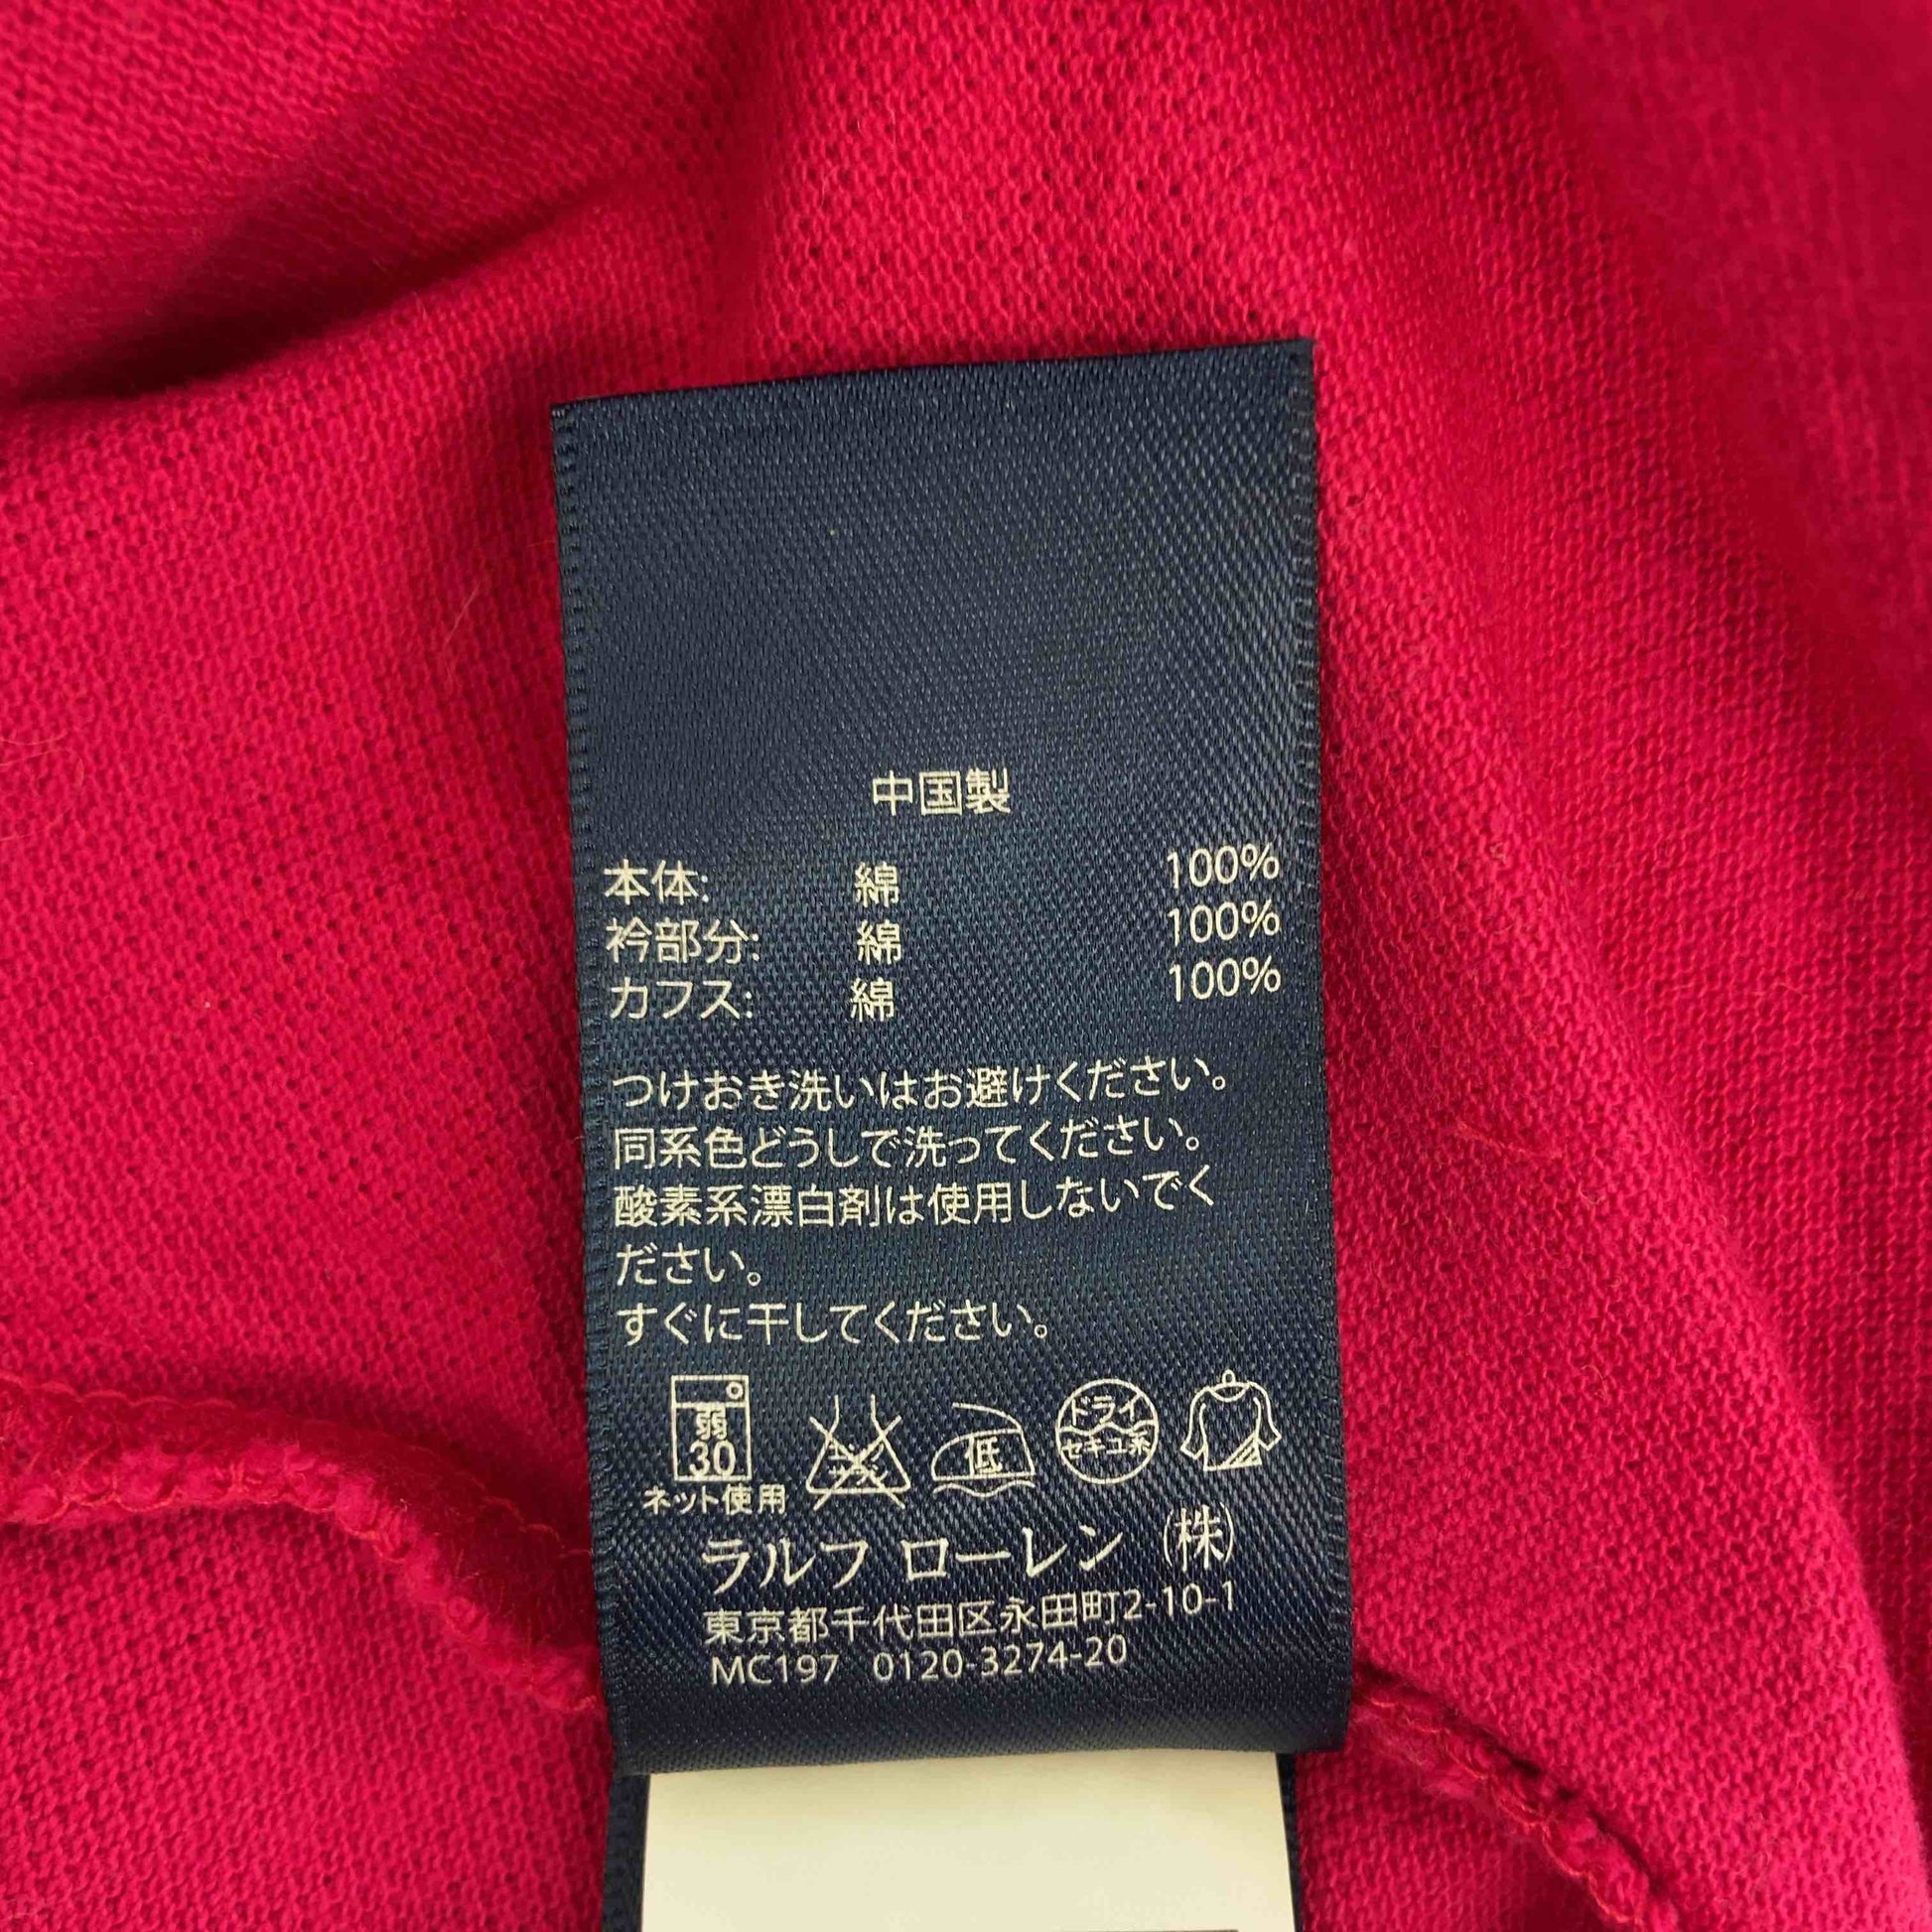 中国製
本体: 綿 100%
衿部分: 綿 100%
カフス: 綿 100%
つけおき洗いはお避けください。
同系色どうしで洗ってください。
酸素系漂白剤は使用しないでく
ださい。
すぐに干してください。
弱 ドライ
30 低 セキユ系
ネット使用
ラルフ ローレン (株)
東京都千代田区永田町2-10-1
MC197 0120-3274-20